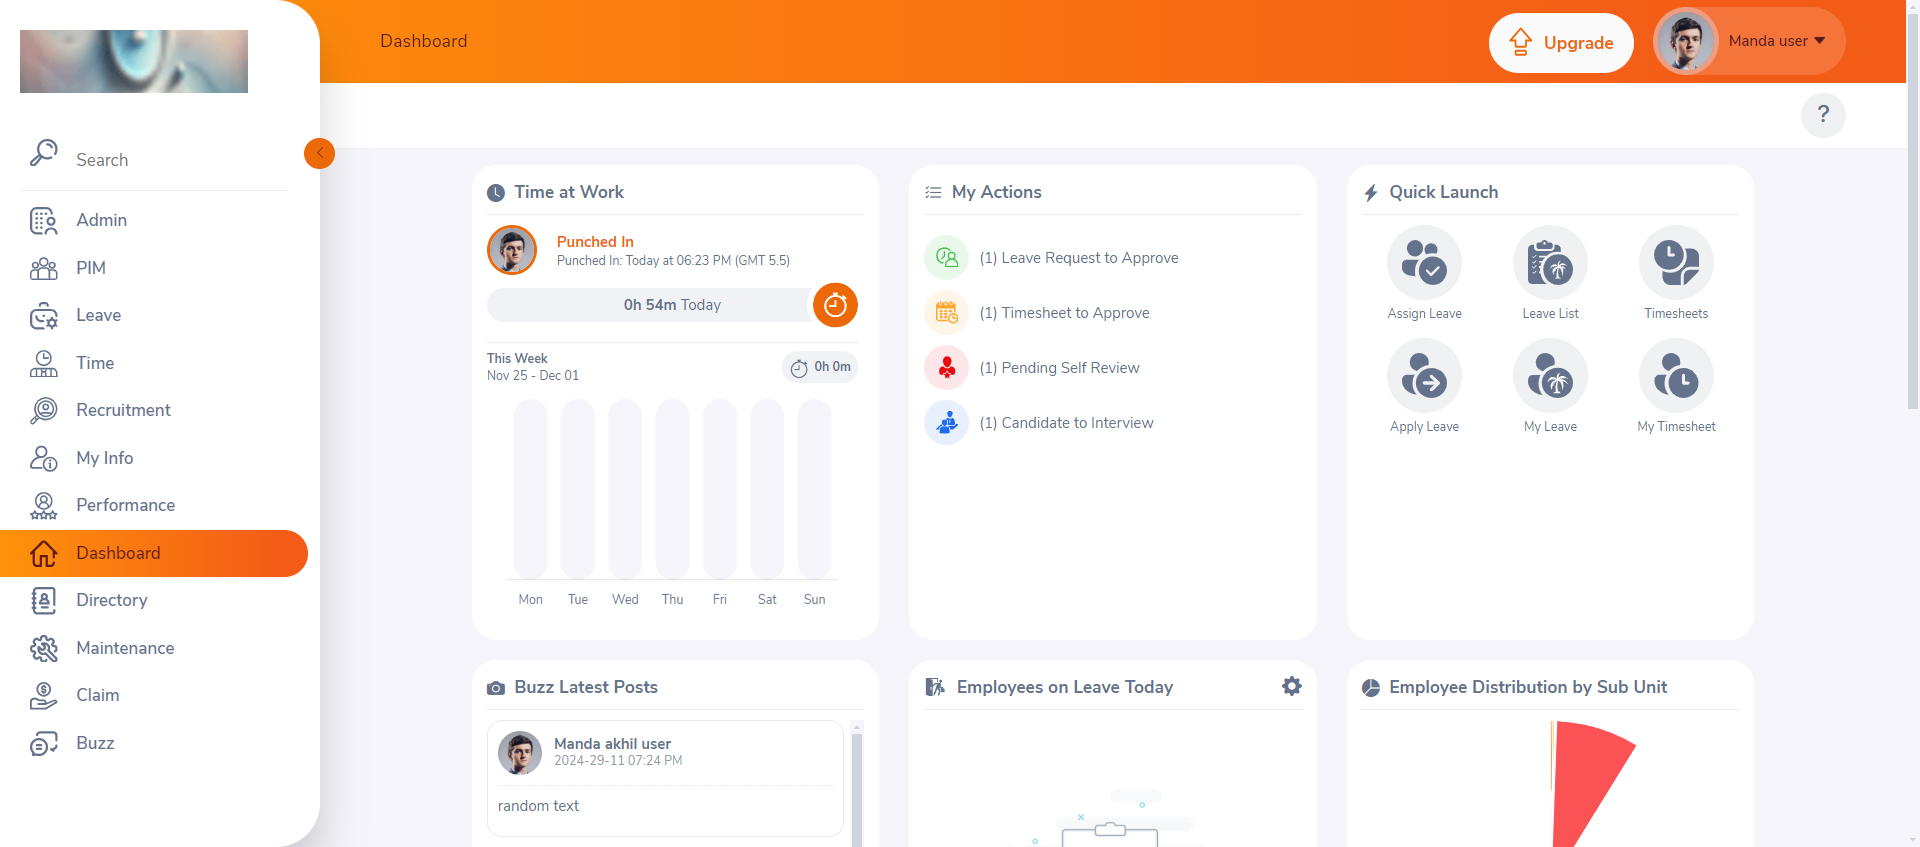 Dashboard
Upgrade
Manda user
?
Search
Admin
PIM
Leave
Time
Recruitment
My Info
Performance
Dashboard
Directory
Maintenance
Claim
Buzz
Time at Work
Punched In
Punched In: Today at 06:23 PM (GMT 5.5)
0h 54m Today
This Week
Nov 25 - Dec 01
0h 0m
Mon Tue Wed Thu Fri Sat Sun
My Actions
(1) Leave Request to Approve
(1) Timesheet to Approve
(1) Pending Self Review
(1) Candidate to Interview
Quick Launch
Assign Leave
Leave List
Timesheets
Apply Leave
My Leave
My Timesheet
Buzz Latest Posts
Manda akhil user
2024-29-11 07:24 PM
random text
Employees on Leave Today
Employee Distribution by Sub Unit